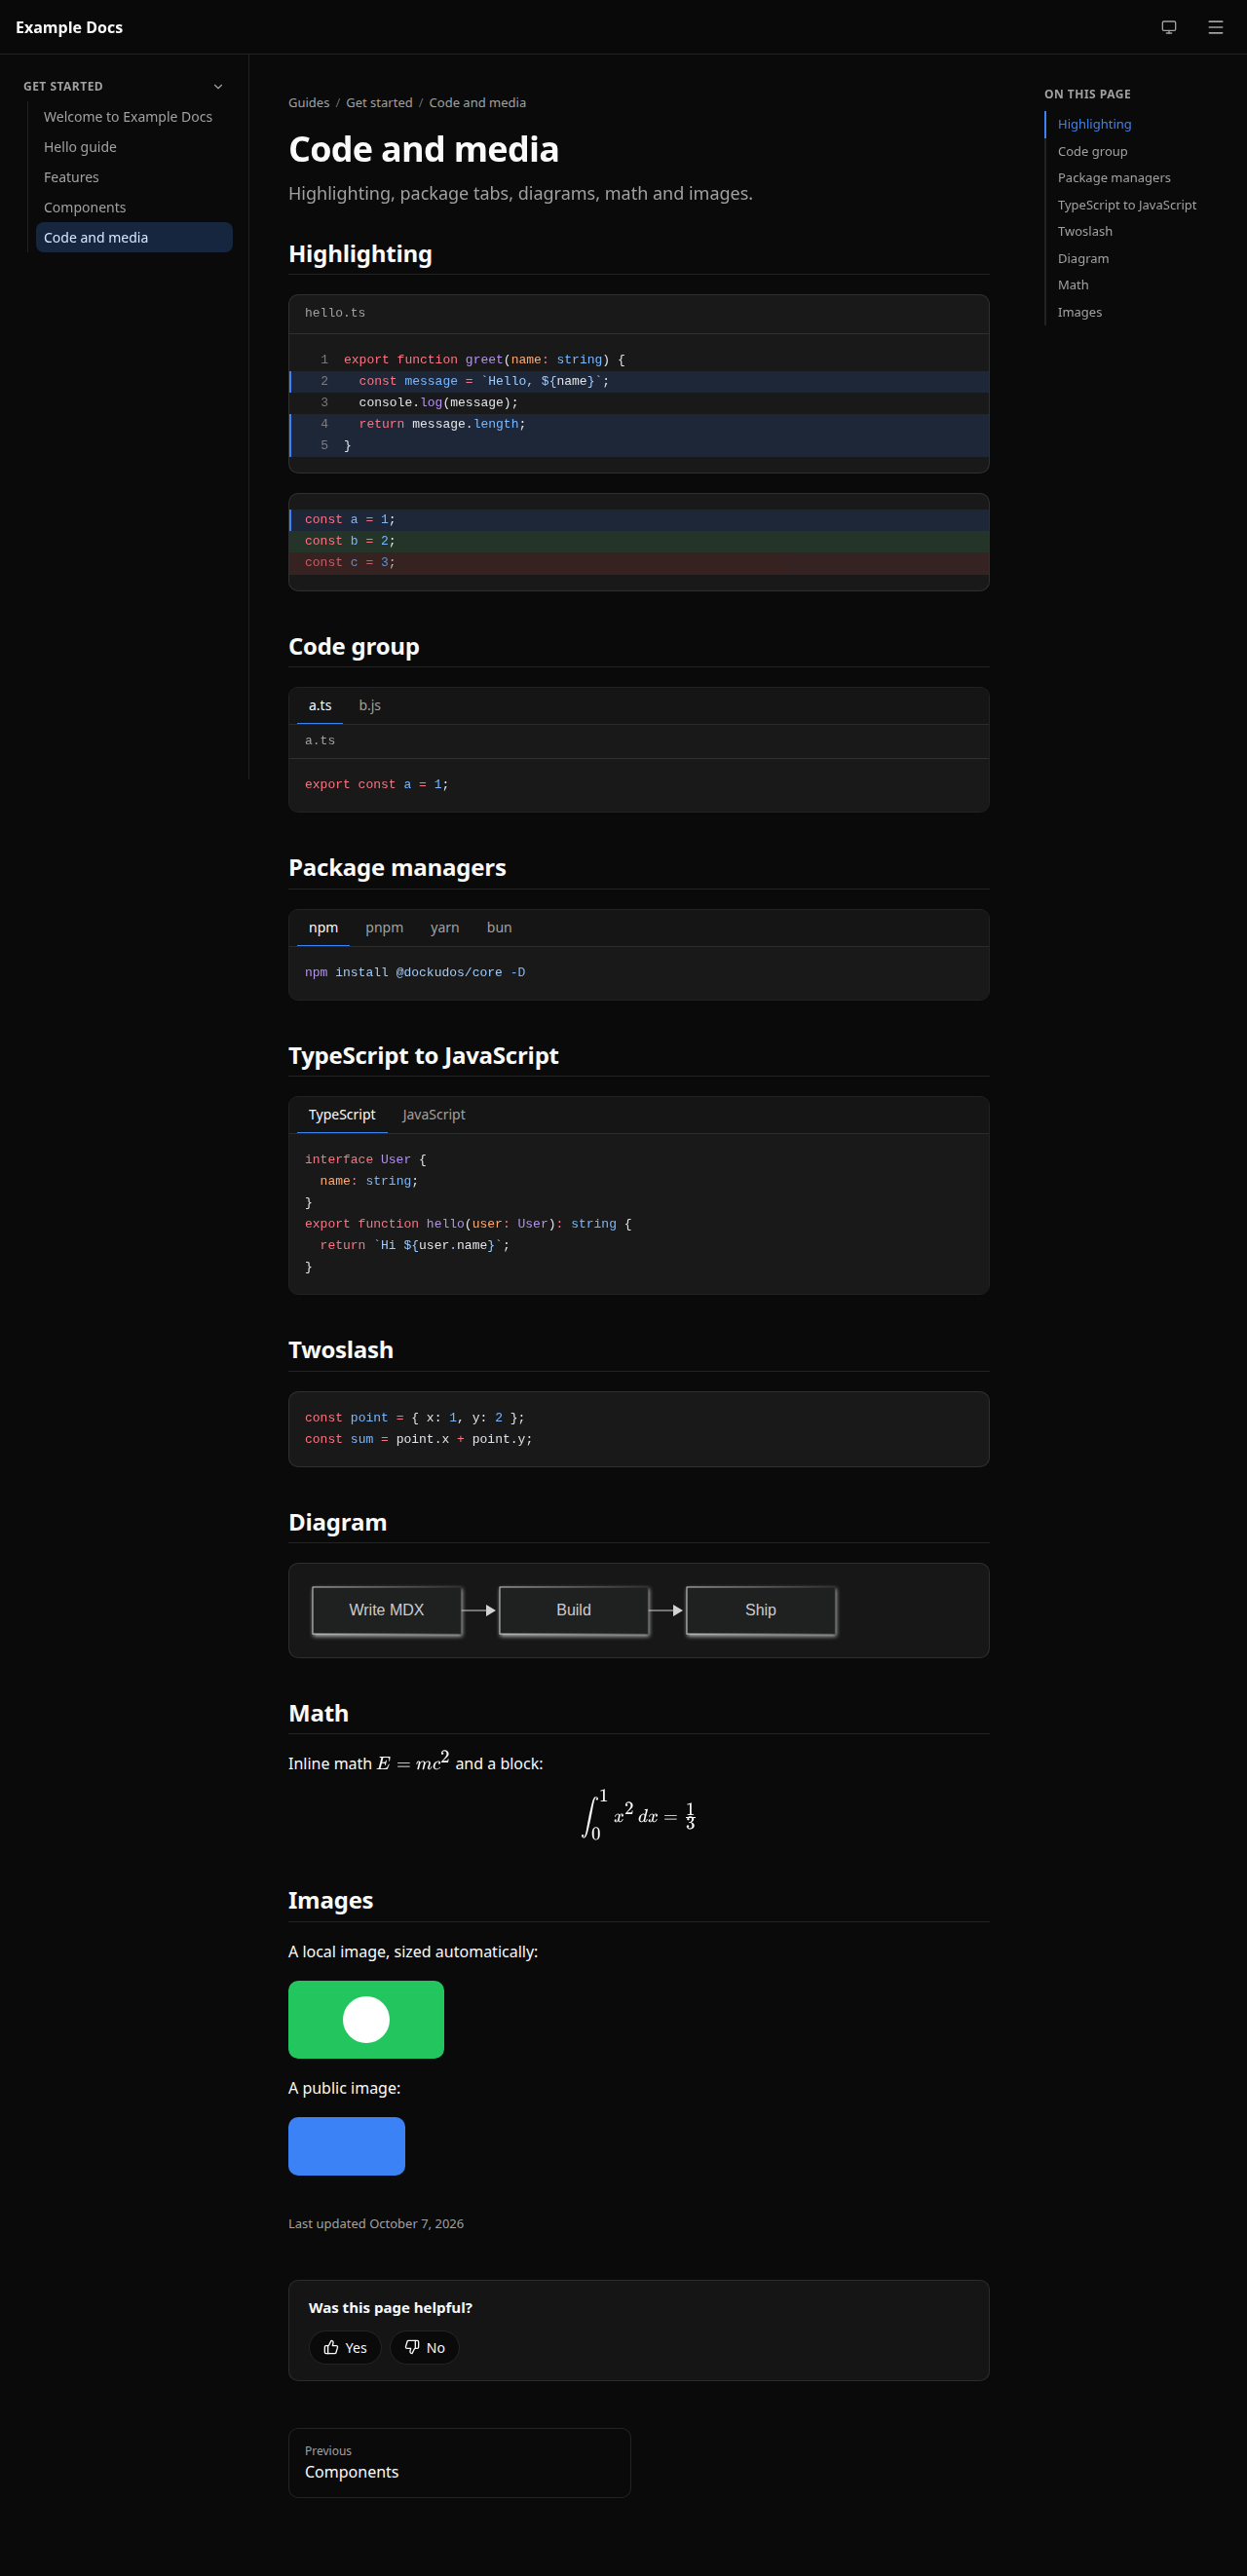 Example Docs
GET STARTED
Welcome to Example Docs
Hello guide
Features
Components
Code and media
Guides / Get started / Code and media
Code and media
Highlighting, package tabs, diagrams, math and images.
Highlighting
hello.ts
1 export function greet(name: string) {
2   const message = `Hello, ${name}`;
3   console.log(message);
4   return message.length;
5 }
const a = 1;
const b = 2;
const c = 3;
Code group
a.ts b.js
a.ts
export const a = 1;
Package managers
npm pnpm yarn bun
npm install @dockudos/core -D
TypeScript to JavaScript
TypeScript JavaScript
interface User {
  name: string;
}
export function hello(user: User): string {
  return `Hi ${user.name}`;
}
Twoslash
const point = { x: 1, y: 2 };
const sum = point.x + point.y;
Diagram
Write MDX Build Ship
Math
Inline math E = mc² and a block:
∫₀¹ x² dx = 1/3
Images
A local image, sized automatically:
A public image:
Last updated October 7, 2026
Was this page helpful?
Yes No
Previous
Components
ON THIS PAGE
Highlighting
Code group
Package managers
TypeScript to JavaScript
Twoslash
Diagram
Math
Images